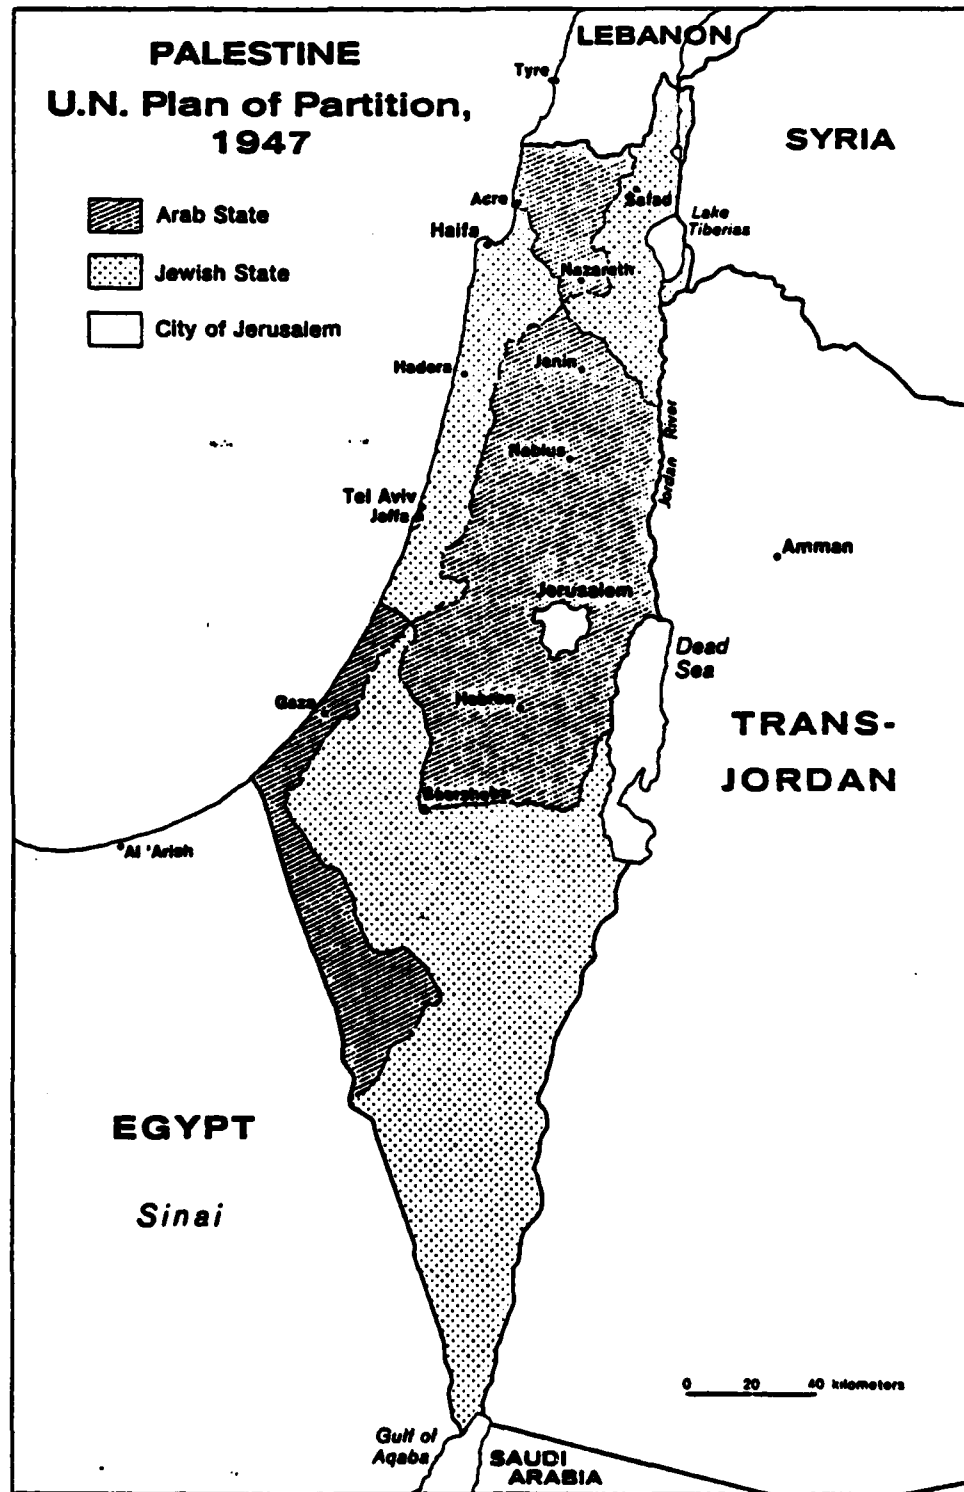 PALESTINE
U.N. Plan of Partition,
1947
Arab State
Jewish State
City of Jerusalem
LEBANON
Tyre
SYRIA
Acre
Safad
Lake
Tiberias
Haifa
Nazareth
Hadera
Jenin
Nablus
Jordan River
Tel Aviv
Jaffa
Amman
Jerusalem
Dead
Sea
Gaza
Hebron
TRANS-
JORDAN
Beersheba
Al 'Arish
EGYPT
Sinai
0 20 40 kilometers
Gulf of
Aqaba
SAUDI
ARABIA